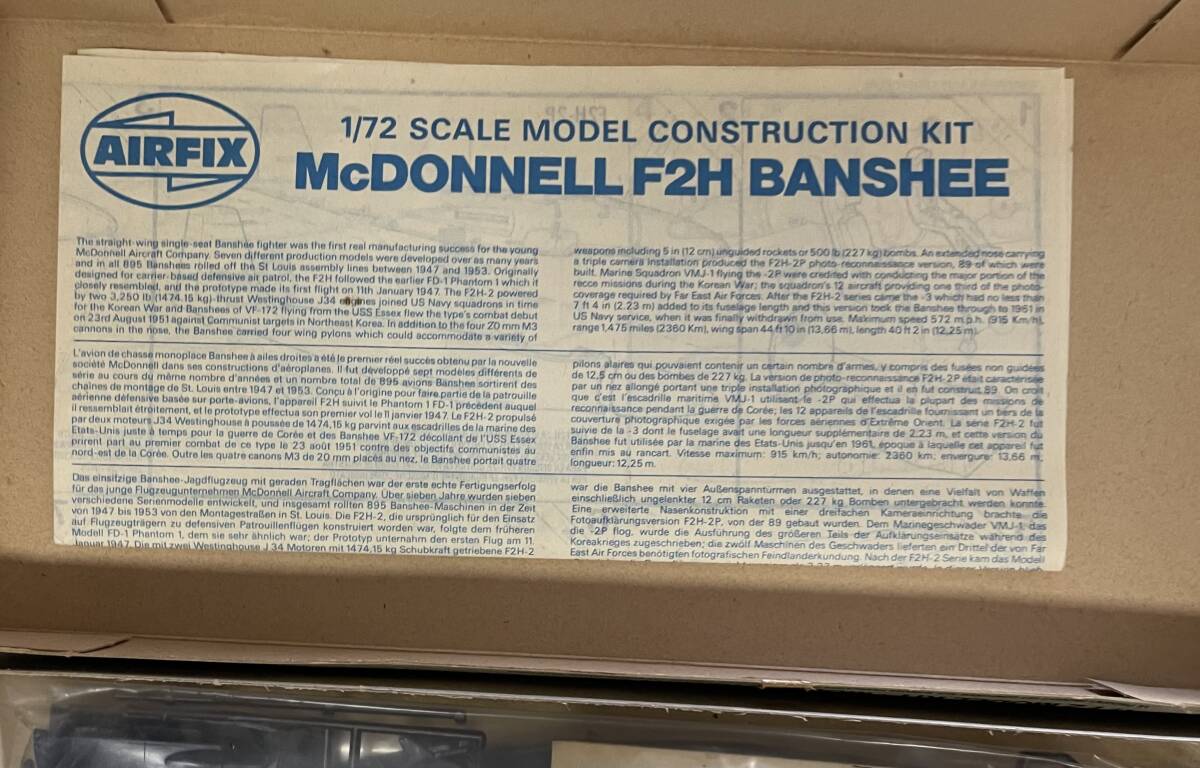 AIRFIX
1/72 SCALE MODEL CONSTRUCTION KIT
McDONNELL F2H BANSHEE
The straight-wing single-seat Banshee fighter was the first real manufacturing success for the young
McDonnell Aircraft Company. Seven different production models were developed over as many years
and in all 895 Banshees rolled off the St Louis assembly lines between 1947 and 1953. Originally
designed for carrier-based defensive air patrol, the F2H followed the earlier FD-1 Phantom 1 which it
closely resembled, and the prototype made its first flight on 11th January 1947. The F2H-2 powered
by two 3,250 lb (1474.15 kg)-thrust Westinghouse J34 joined US Navy squadrons in time
for the Korean War and Banshees of VF-172 flying from the USS Essex flew the type's combat debut
on 23rd August 1951 against Communist targets in Northeast Korea. In addition to the four 20 mm M3
cannons in the nose, the Banshee carried four wing pylons which could accommodate a variety of
weapons including 5 in (12 cm) unguided rockets or 500 lb (227 kg) bombs. An extended nose carrying
a triple camera installation produced the F2H-2P photo-reconnaissance version, 89 of which were
built. Marine Squadron VMJ-1 flying the -2P were credited with conducting the major portion of the
recce missions during the Korean War; the squadron's 12 aircraft providing one third of the photo-
coverage required by Far East Air Forces. After the F2H-2 series came the -3 which had no less than
7 ft 4 in (2.23 m) added to its fuselage length and this version took the Banshee through to 1961 in
US Navy service, when it was finally withdrawn from use. Maximum speed 572 m.p.h. (915 Km/h),
range 1,475 miles (2360 Km), wing span 44 ft 10 in (13,66 m), length 40 ft 2 in (12,25 m).
L'avion de chasse monoplace Banshee à ailes droites a été le premier réel succès obtenu par la nouvelle
société McDonnell dans ses constructions d'aéroplanes. Il fut développé sept modèles différents de
série au cours du même nombre d'années et un nombre total de 895 avions Banshee sortirent des
chaînes de montage de St. Louis entre 1947 et 1953. Conçu à l'origine pour faire partie de la patrouille
aérienne défensive basée sur porte-avions, l'appareil F2H suivit le Phantom 1 FD-1 précédent auquel
il ressemblait étroitement, et le prototype effectua son premier vol le 11 janvier 1947. Le F2H-2 propulsé
par deux moteurs J34 Westinghouse à poussée de 1474,15 kg parvint aux escadrilles de la marine des
Etats-Unis juste à temps pour la guerre de Corée et des Banshee VF-172 décollant de l'USS Essex
prirent part au premier combat de ce type le 23 août 1951 contre des objectifs communistes au
nord-est de la Corée. Outre les quatre canons M3 de 20 mm placés au nez, le Banshee portait quatre
pilons alaires qui pouvaient contenir un certain nombre d'armes, y compris des fusées non guidées
de 12,5 cm ou des bombes de 227 kg. La version de photo-reconnaissance F2H-2P était caractérisée
par un nez allongé portant une triple installation photographique et il en fut construit 89. On croit
que c'est l'escadrille maritime VMJ-1 utilisant le -2P qui effectua la plupart des missions de
reconnaissance pendant la guerre de Corée; les 12 appareils de l'escadrille fournissant un tiers de la
couverture photographique exigée par les forces aériennes d'Extrême Orient. La série F2H-2 fut
suivie de la -3 dont le fuselage avait une longueur supplémentaire de 2,23 m, et cette version du
Banshee fut utilisée par la marine des Etats-Unis jusqu'en 1961, époque à laquelle cet appareil fut
enfin mis au rancart. Vitesse maximum: 915 km/h; autonomie: 2360 km; envergure: 13,66 m;
longueur: 12,25 m.
Das einsitzige Banshee-Jagdflugzeug mit geraden Tragflächen war der erste echte Fertigungserfolg
für das junge Flugzeugunternehmen McDonnell Aircraft Company. Über sieben Jahre wurden sieben
verschiedene Serienmodelle entwickelt, und insgesamt rollten 895 Banshee-Maschinen in der Zeit
von 1947 bis 1953 von den Montagestraßen in St. Louis. Die F2H-2, die ursprünglich für den Einsatz
auf Flugzeugträgern zu defensiven Patrouillenflügen konstruiert worden war, folgte dem früheren
Modell FD-1 Phantom 1, dem sie sehr ähnlich war; der Prototyp unternahm den ersten Flug am 11.
Januar 1947. Die mit zwei Westinghouse J 34 Motoren mit 1474,15 kg Schubkraft getriebene F2H-2
war die Banshee mit vier Außenspanntürmen ausgestattet, in denen eine Vielfalt von Waffen
einschließlich ungelenkter 12 cm Raketen oder 227 kg Bomben untergebracht werden konnte.
Eine erweiterte Nasenkonstruktion mit einer dreifachen Kameraeinrichtung brachte die
Fotoaufklärungsversion F2H-2P, von der 89 gebaut wurden. Dem Marinegeschwader VMJ-1, das
die -2P flog, wurde die Ausführung des größeren Teils der Aufklärungseinsätze während des
Koreakrieges zugeschrieben; die zwölf Maschinen des Geschwaders lieferten ein Drittel der von Far
East Air Forces benötigten fotografischen Feindlanderkundung. Nach der F2H-2 Serie kam das Modell